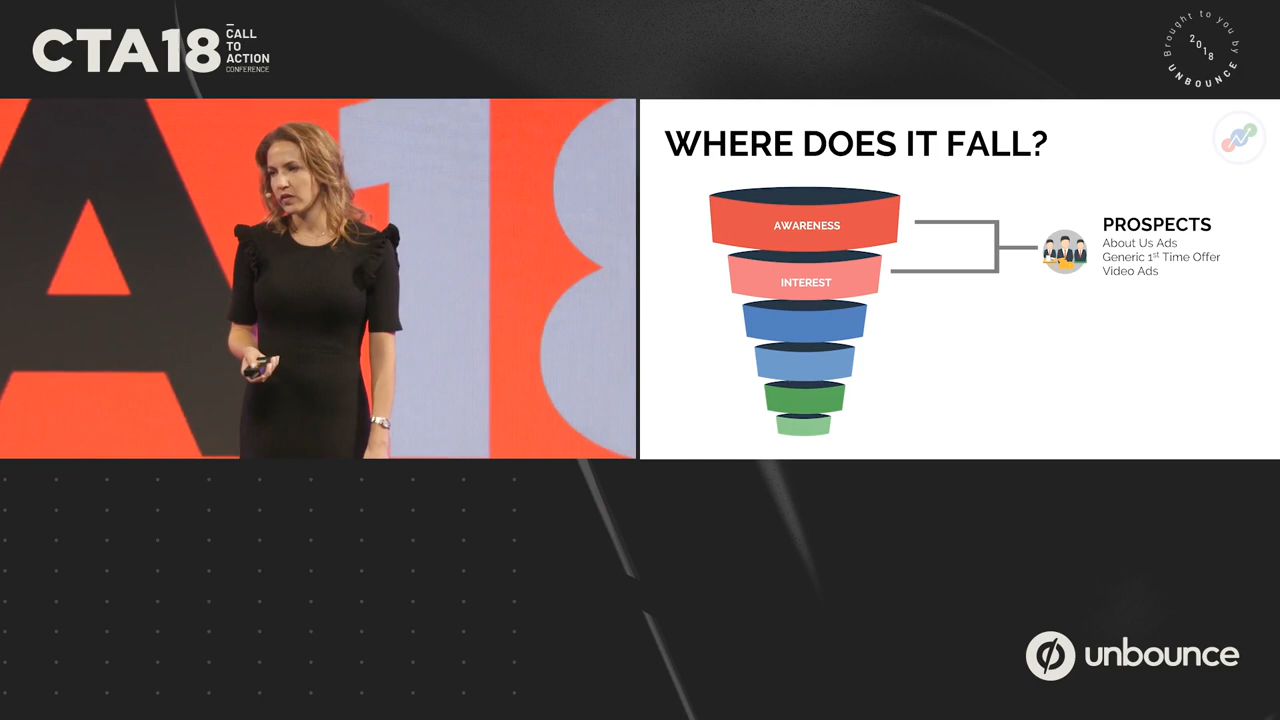 CTA18
CALL
TO
ACTION
CONFERENCE
Brought to you by
2018
UNBOUNCE
A18
WHERE DOES IT FALL?
AWARENESS
INTEREST
PROSPECTS
About Us Ads
Generic 1st Time Offer
Video Ads
unbounce